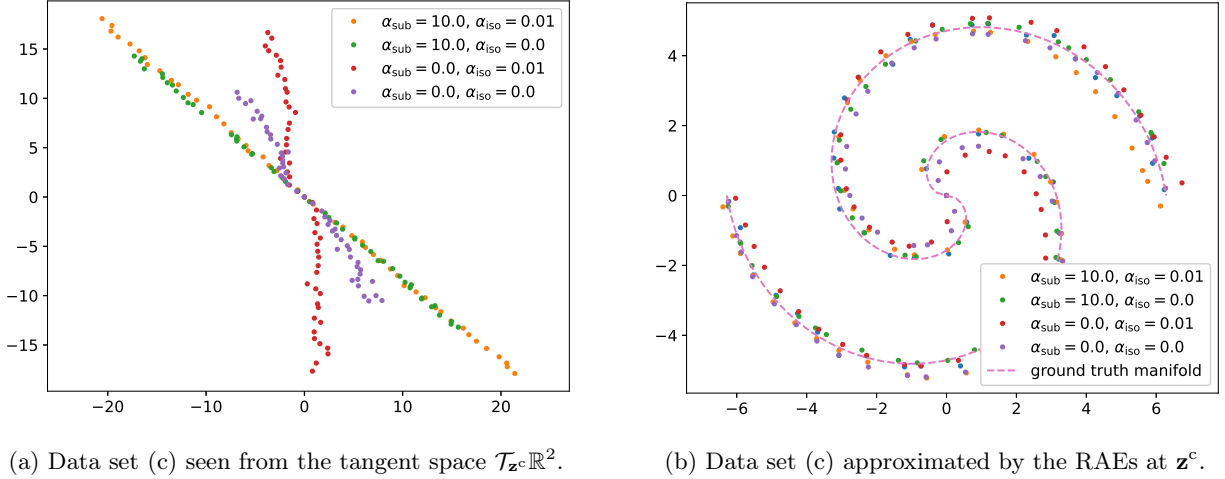 15
10
5
0
−5
−10
−15
−20
−10
0
10
20
α_sub = 10.0, α_iso = 0.01
α_sub = 10.0, α_iso = 0.0
α_sub = 0.0, α_iso = 0.01
α_sub = 0.0, α_iso = 0.0
(a) Data set (c) seen from the tangent space 𝒯_{𝐳^c}ℝ².
4
2
0
−2
−4
−6
−4
−2
0
2
4
6
α_sub = 10.0, α_iso = 0.01
α_sub = 10.0, α_iso = 0.0
α_sub = 0.0, α_iso = 0.01
α_sub = 0.0, α_iso = 0.0
ground truth manifold
(b) Data set (c) approximated by the RAEs at 𝐳^c.